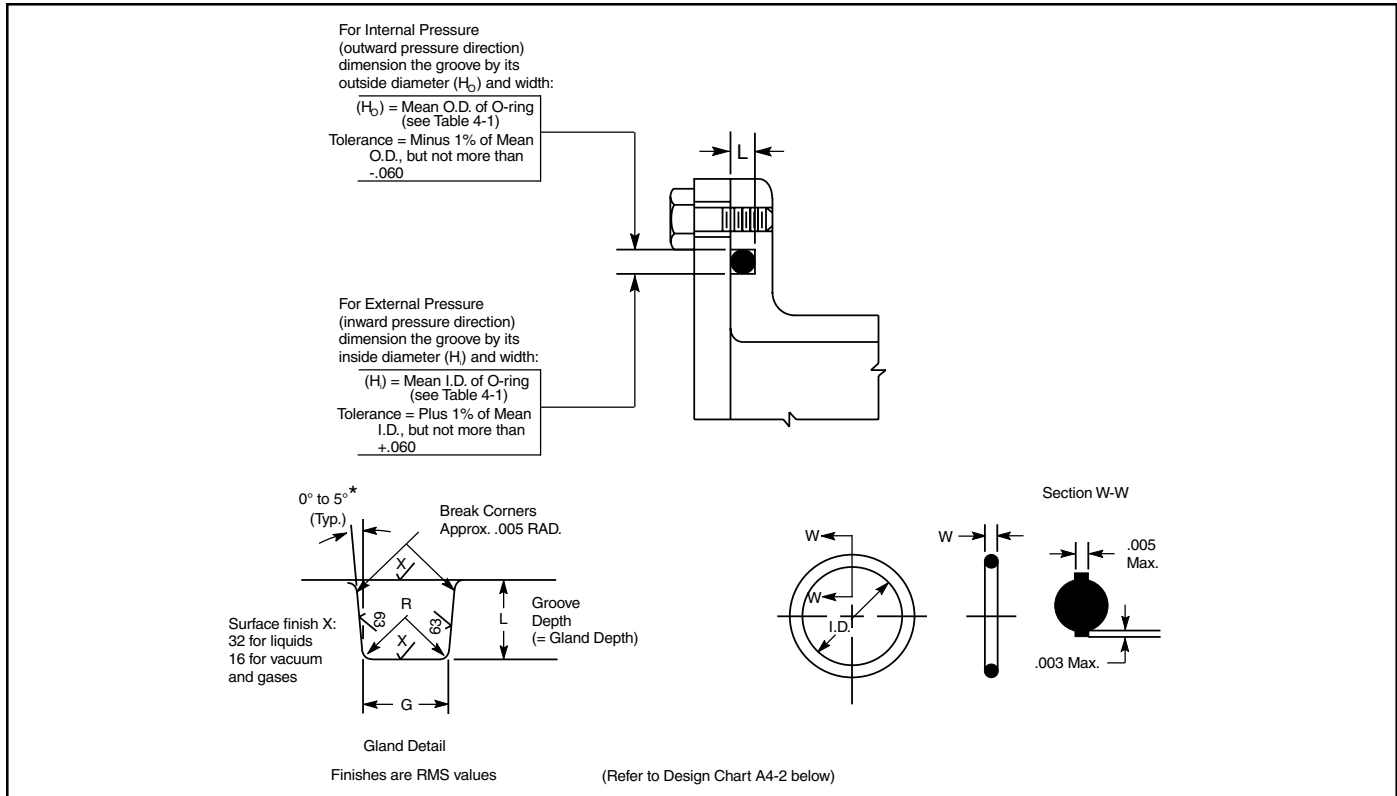 For Internal Pressure
(outward pressure direction)
dimension the groove by its
outside diameter (HO) and width:
(HO) = Mean O.D. of O-ring
(see Table 4-1)
Tolerance = Minus 1% of Mean
O.D., but not more than
-.060
L
For External Pressure
(inward pressure direction)
dimension the groove by its
inside diameter (Hi) and width:
(Hi) = Mean I.D. of O-ring
(see Table 4-1)
Tolerance = Plus 1% of Mean
I.D., but not more than
+.060
0° to 5°*
(Typ.)
Break Corners
Approx. .005 RAD.
X
R
63
63
X
L
Groove
Depth
(= Gland Depth)
Surface finish X:
32 for liquids
16 for vacuum
and gases
G
Gland Detail
Finishes are RMS values
(Refer to Design Chart A4-2 below)
W
W
I.D.
W
Section W-W
.005
Max.
.003 Max.